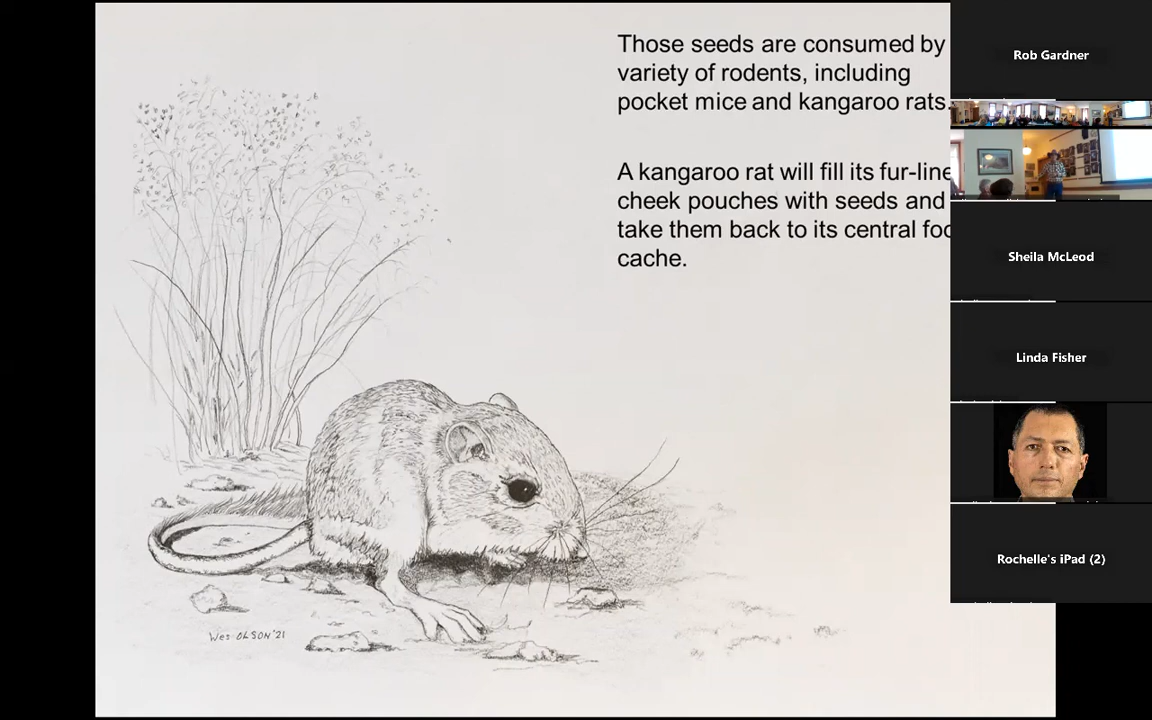 Those seeds are consumed by
variety of rodents, including
pocket mice and kangaroo rats.
A kangaroo rat will fill its fur-line
cheek pouches with seeds and
take them back to its central foo
cache.
Wes OLSON '21
Rob Gardner
Sheila McLeod
Linda Fisher
Rochelle's iPad (2)